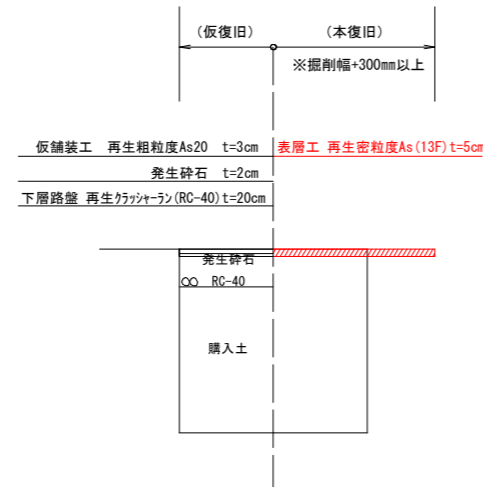 (仮復旧) (本復旧)
※掘削幅+300mm以上
仮舗装工 再生粗粒度As20 t=3cm 表層工 再生密粒度As(13F)t=5cm
発生砕石 t=2cm
下層路盤 再生クラッシャーラン(RC-40)t=20cm
発生砕石
RC-40
購入土